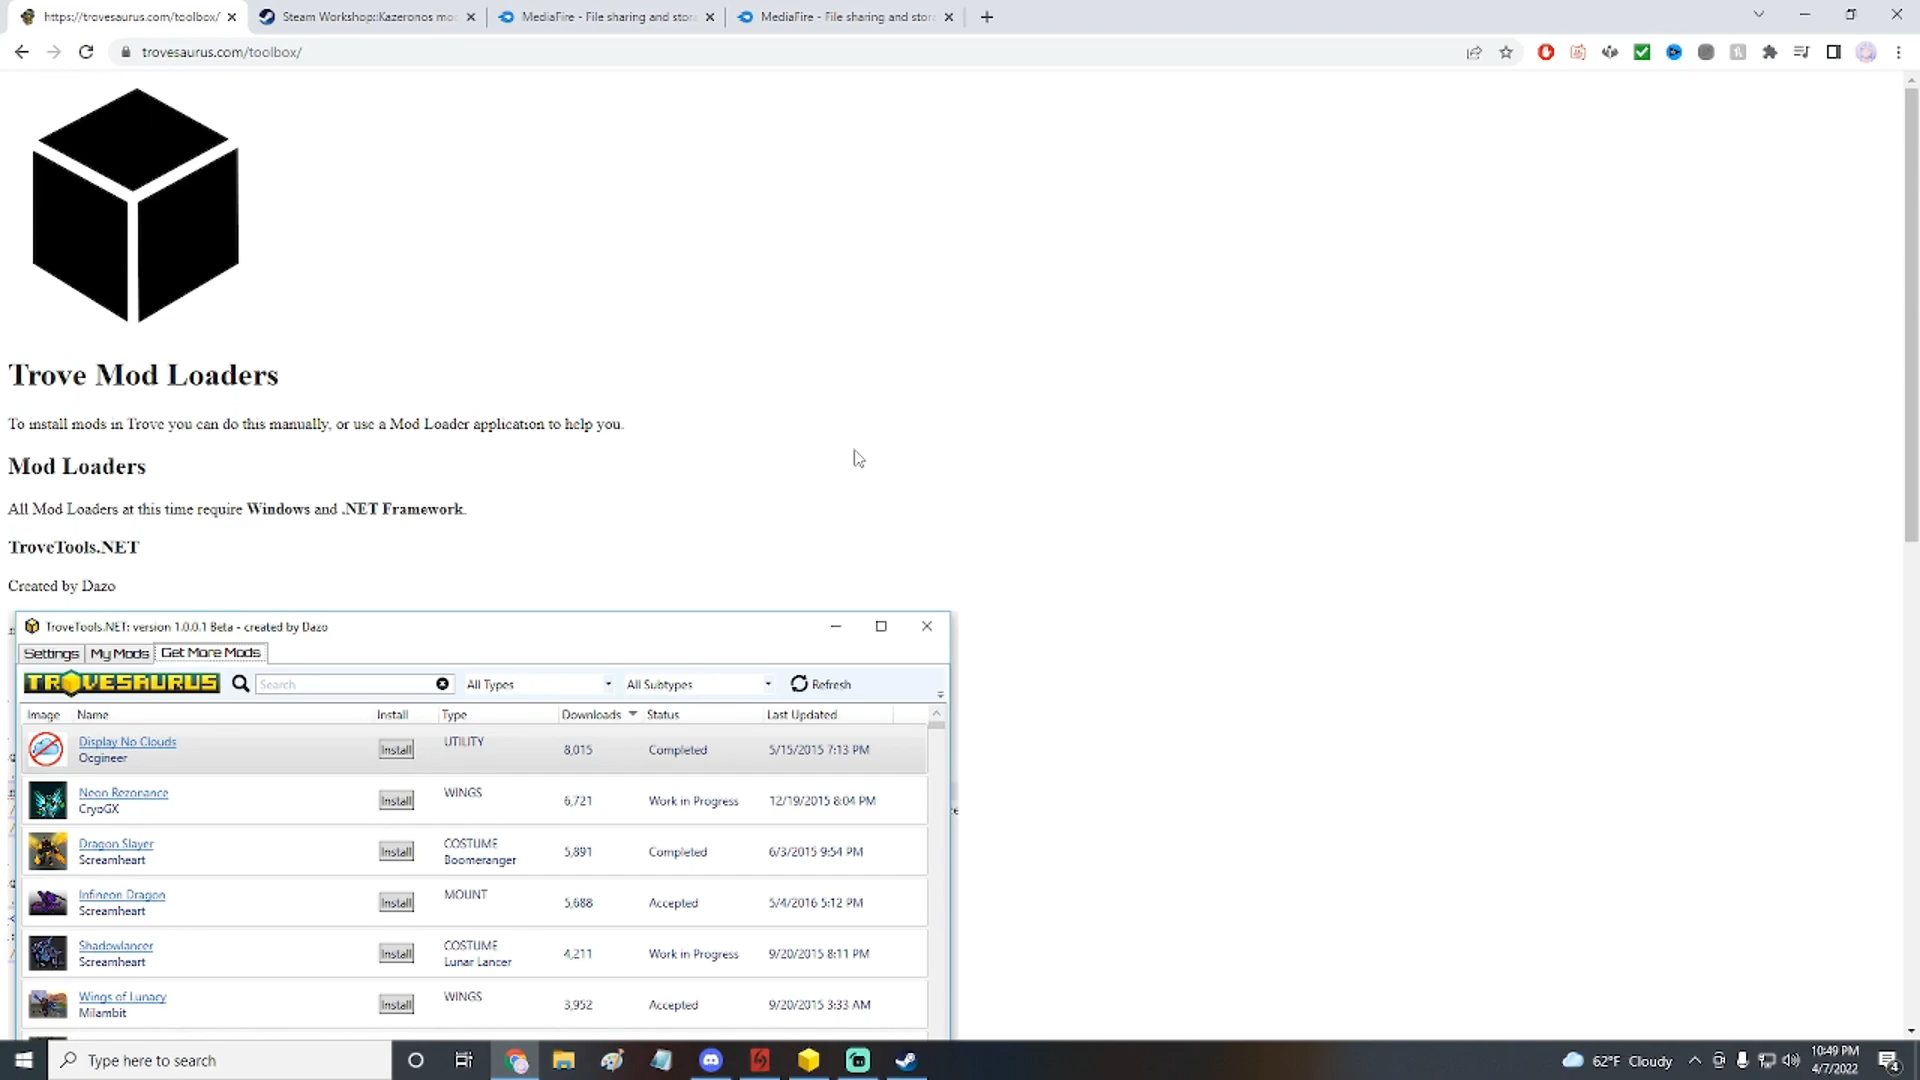 https://trovesaurus.com/toolbox/
Steam Workshop::Kazeronos mo
MediaFire - File sharing and stor
MediaFire - File sharing and stor
trovesaurus.com/toolbox/
Trove Mod Loaders
To install mods in Trove you can do this manually, or use a Mod Loader application to help you.
Mod Loaders
All Mod Loaders at this time require Windows and .NET Framework.
TroveTools.NET
Created by Dazo
TroveTools.NET: version 1.0.0.1 Beta - created by Dazo
Settings My Mods Get More Mods
TROVESAURUS Search All Types All Subtypes Refresh
Image Name Install Type Downloads Status Last Updated
Display No Clouds Install UTILITY 8,015 Completed 5/15/2015 7:13 PM
Ocgineer
Neon Rezonance Install WINGS 6,721 Work in Progress 12/19/2015 8:04 PM
CryoGX
Dragon Slayer Install COSTUME 5,891 Completed 6/3/2015 9:54 PM
Screamheart Boomeranger
Infineon Dragon Install MOUNT 5,688 Accepted 5/4/2016 5:12 PM
Screamheart
Shadowlancer Install COSTUME 4,211 Work in Progress 9/20/2015 8:11 PM
Screamheart Lunar Lancer
Wings of Lunacy Install WINGS 3,952 Accepted 9/20/2015 3:33 AM
Milambit
Type here to search
62°F Cloudy
10:49 PM
4/7/2022
4